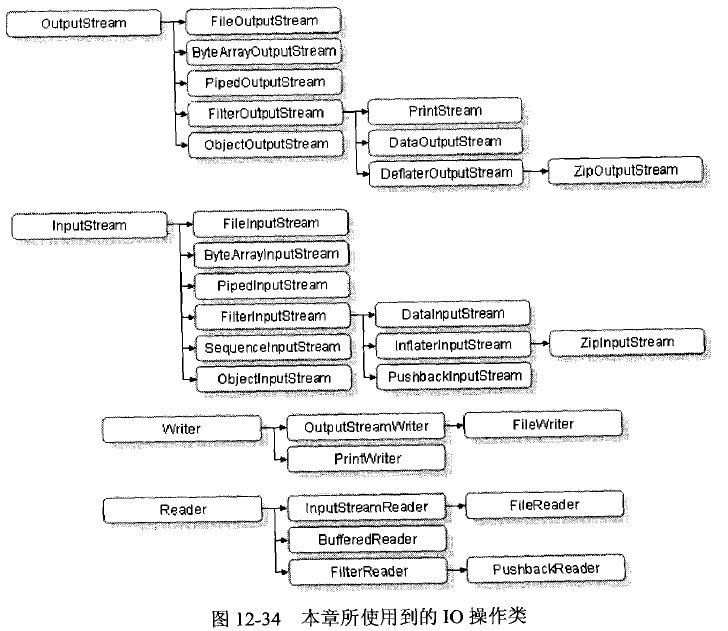 OutputStream
FileOutputStream
ByteArrayOutputStream
PipedOutputStream
FilterOutputStream
PrintStream
DataOutputStream
DeflaterOutputStream
ZipOutputStream
ObjectOutputStream
InputStream
FileInputStream
ByteArrayInputStream
PipedInputStream
FilterInputStream
DataInputStream
InflaterInputStream
ZipInputStream
PushbackInputStream
SequenceInputStream
ObjectInputStream
Writer
OutputStreamWriter
FileWriter
PrintWriter
Reader
InputStreamReader
FileReader
BufferedReader
FilterReader
PushbackReader
图 12-34 本章所使用到的 IO 操作类